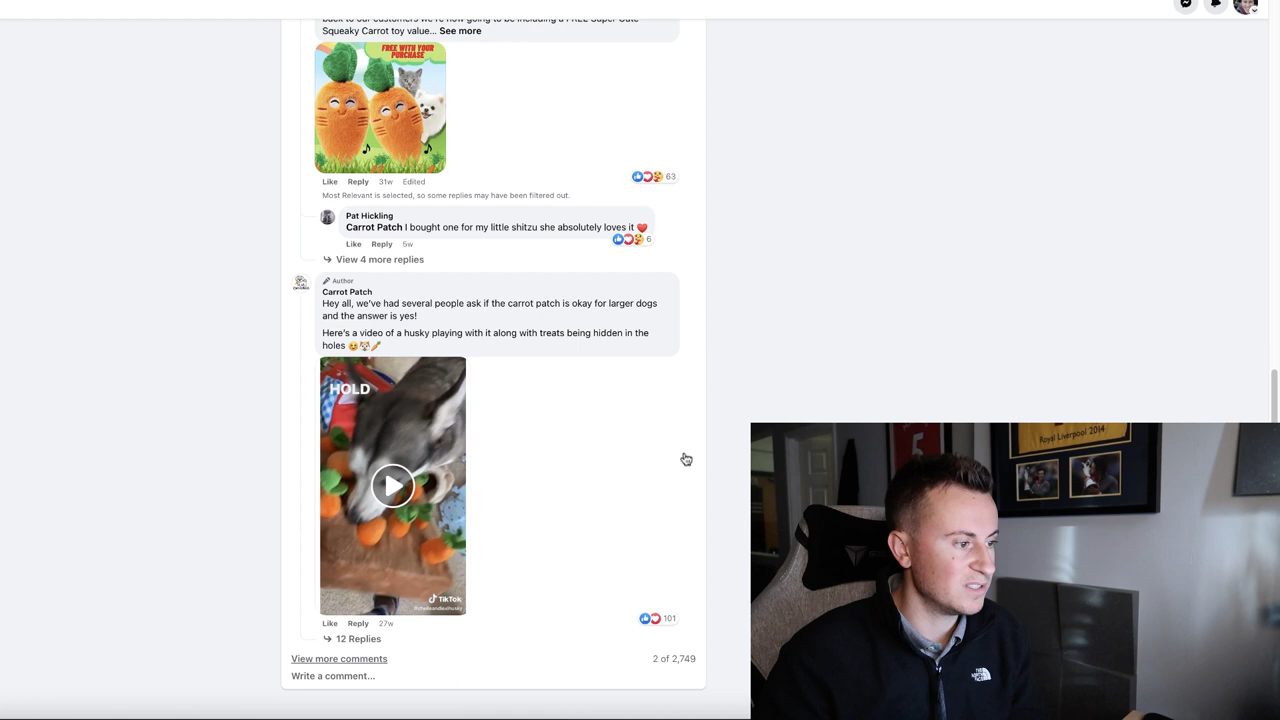 Squeaky Carrot toy value... See more
FREE WITH YOUR
PURCHASE
Like Reply 31w Edited
63
Most Relevant is selected, so some replies may have been filtered out.
Pat Hickling
Carrot Patch I bought one for my little shitzu she absolutely loves it ❤️
6
Like Reply 5w
View 4 more replies
Author
Carrot Patch
Hey all, we've had several people ask if the carrot patch is okay for larger dogs
and the answer is yes!
Here's a video of a husky playing with it along with treats being hidden in the
holes 😆🐺🥕
HOLD
TikTok
Like Reply 27w
101
12 Replies
View more comments 2 of 2,749
Write a comment...
Royal Liverpool 2014
THE
NORTH
FACE